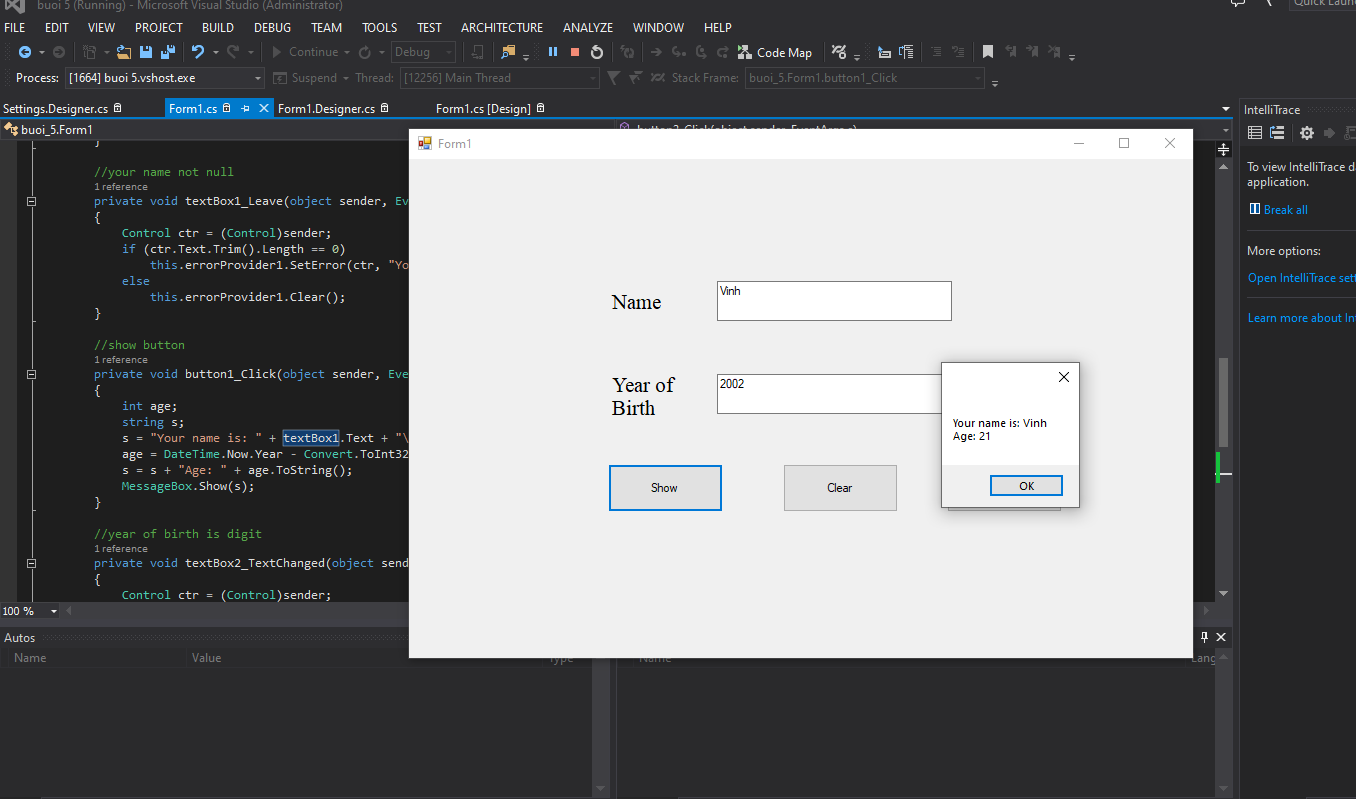 buoi 5 (Running) - Microsoft Visual Studio (Administrator)
Quick Laun
FILE EDIT VIEW PROJECT BUILD DEBUG TEAM TOOLS TEST ARCHITECTURE ANALYZE WINDOW HELP
Continue Debug Code Map
Process: [1664] buoi 5.vshost.exe Suspend Thread: [12256] Main Thread Stack Frame: buoi_5.Form1.button1_Click
Settings.Designer.cs Form1.cs Form1.Designer.cs Form1.cs [Design]
buoi_5.Form1
Form1
}
//your name not null
1 reference
private void textBox1_Leave(object sender, Eve
{
Control ctr = (Control)sender;
if (ctr.Text.Trim().Length == 0)
this.errorProvider1.SetError(ctr, "Yo
else
this.errorProvider1.Clear();
}
//show button
1 reference
private void button1_Click(object sender, Eve
{
int age;
string s;
s = "Your name is: " + textBox1.Text + "\
age = DateTime.Now.Year - Convert.ToInt32
s = s + "Age: " + age.ToString();
MessageBox.Show(s);
}
//year of birth is digit
1 reference
private void textBox2_TextChanged(object send
{
Control ctr = (Control)sender;
100 %
Name
Vinh
Year of
Birth
2002
Show
Clear
Your name is: Vinh
Age: 21
OK
IntelliTrace
To view IntelliTrace d
application.
Break all
More options:
Open IntelliTrace sett
Learn more about In
Autos
Name Value Type
Name Lang